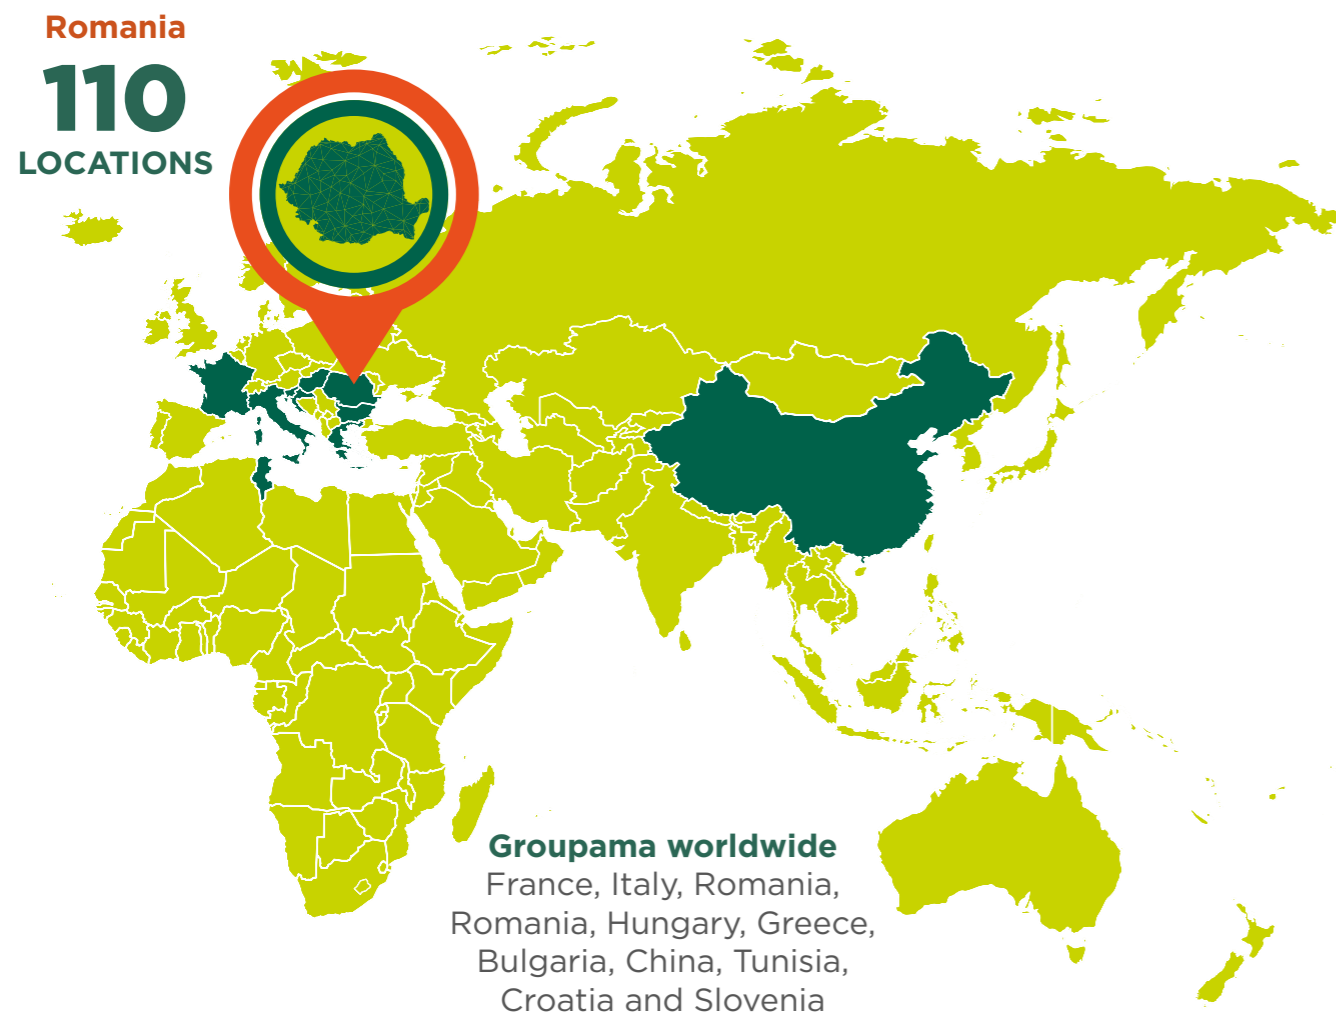 Romania
110
LOCATIONS
Groupama worldwide
France, Italy, Romania,
Romania, Hungary, Greece,
Bulgaria, China, Tunisia,
Croatia and Slovenia